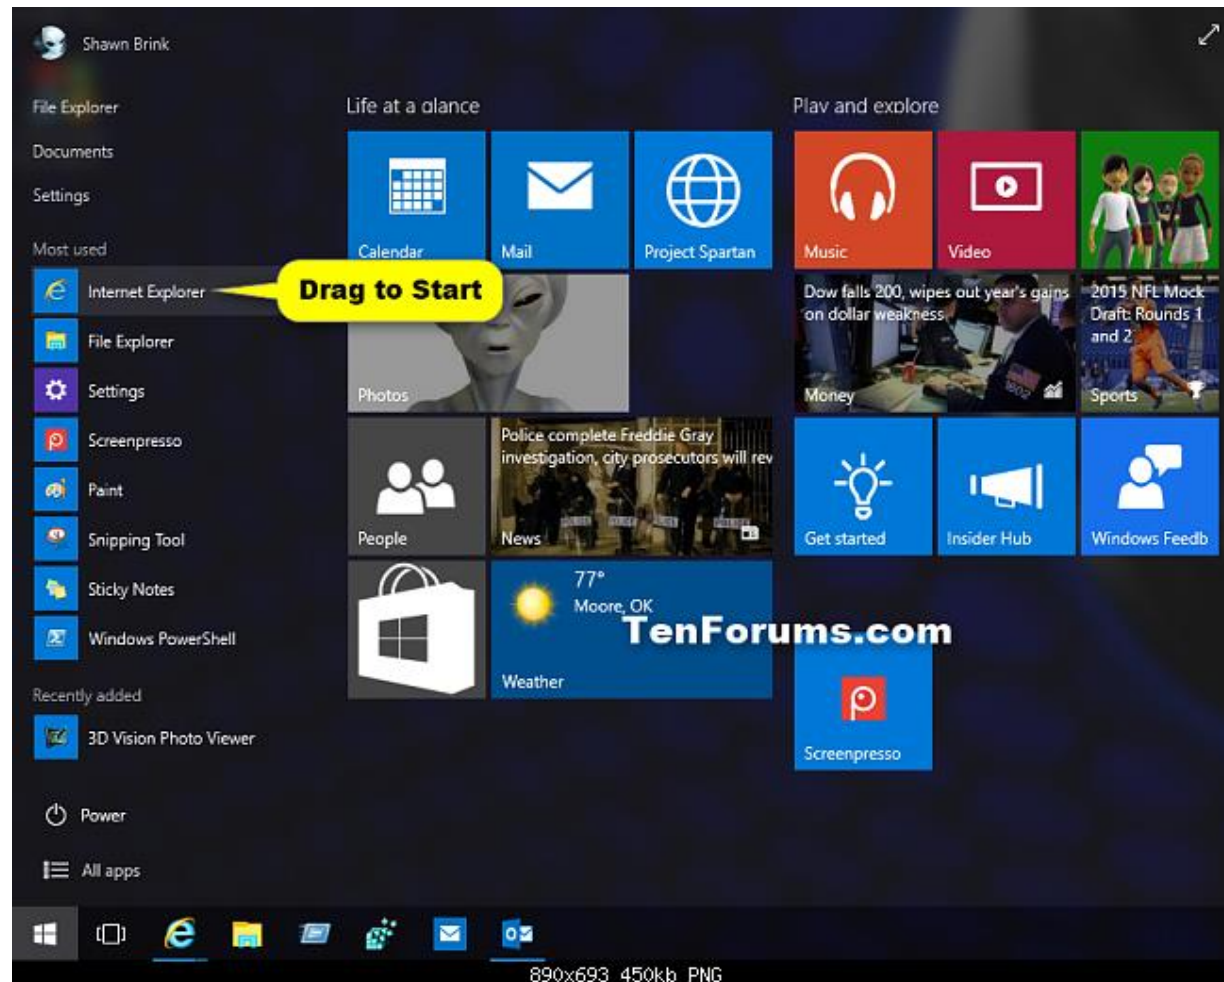 Shawn Brink
File Explorer
Documents
Settings
Most used
Internet Explorer
File Explorer
Settings
Screenpresso
Paint
Snipping Tool
Sticky Notes
Windows PowerShell
Recently added
3D Vision Photo Viewer
Power
All apps
Drag to Start
Life at a glance
Calendar
Mail
Project Spartan
Photos
People
Police complete Freddie Gray
investigation, city prosecutors will rev
News
77°
Moore, OK
Weather
Play and explore
Music
Video
Dow falls 200, wipes out year's gains
on dollar weakness
Money
2015 NFL Mock
Draft: Rounds 1
and 2
Sports
Get started
Insider Hub
Windows Feedb
TenForums.com
Screenpresso
890x693 450kb PNG